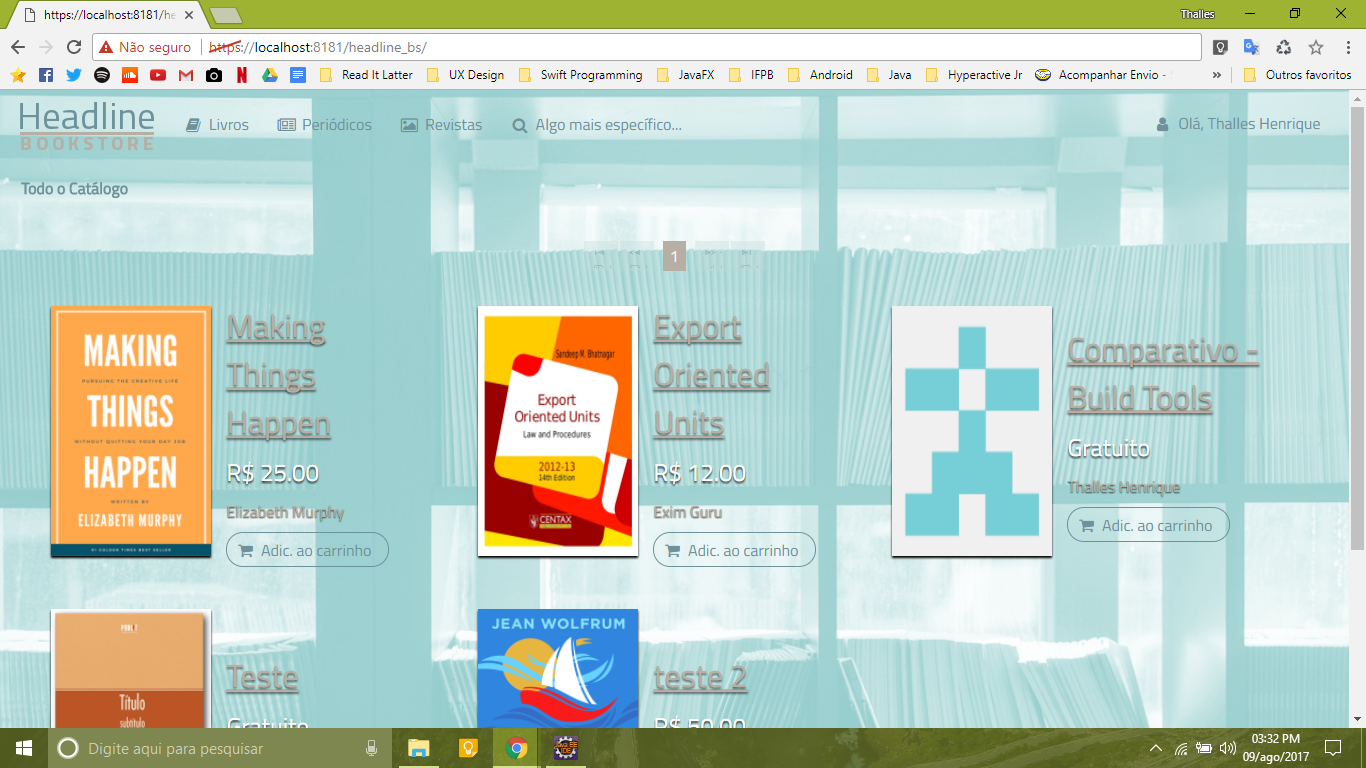 https://localhost:8181/he
Thalles
Não seguro https://localhost:8181/headline_bs/
Read It Latter UX Design Swift Programming JavaFX IFPB Android Java Hyperactive Jr Acompanhar Envio - » Outros favoritos
Headline
BOOKSTORE
Livros Periódicos Revistas Algo mais específico... Olá, Thalles Henrique
Todo o Catálogo
1
MAKING
PURSUING THE CREATIVE LIFE
THINGS
WITHOUT QUITTING YOUR DAY JOB
HAPPEN
WRITTEN BY
ELIZABETH MURPHY
#1 GOLDEN TIMES BEST SELLER
Making
Things
Happen
R$ 25.00
Elizabeth Murphy
Adic. ao carrinho
Sandeep M. Bhatnagar
Export
Oriented Units
Law and Procedures
2012-13
14th Edition
CENTAX
Export
Oriented
Units
R$ 12.00
Exim Guru
Adic. ao carrinho
Comparativo -
Build Tools
Gratuito
Thalles Henrique
Adic. ao carrinho
Título
subtítulo
Teste
Gratuito
JEAN WOLFRUM
teste 2
R$ 50.00
Digite aqui para pesquisar
03:32 PM
09/ago/2017